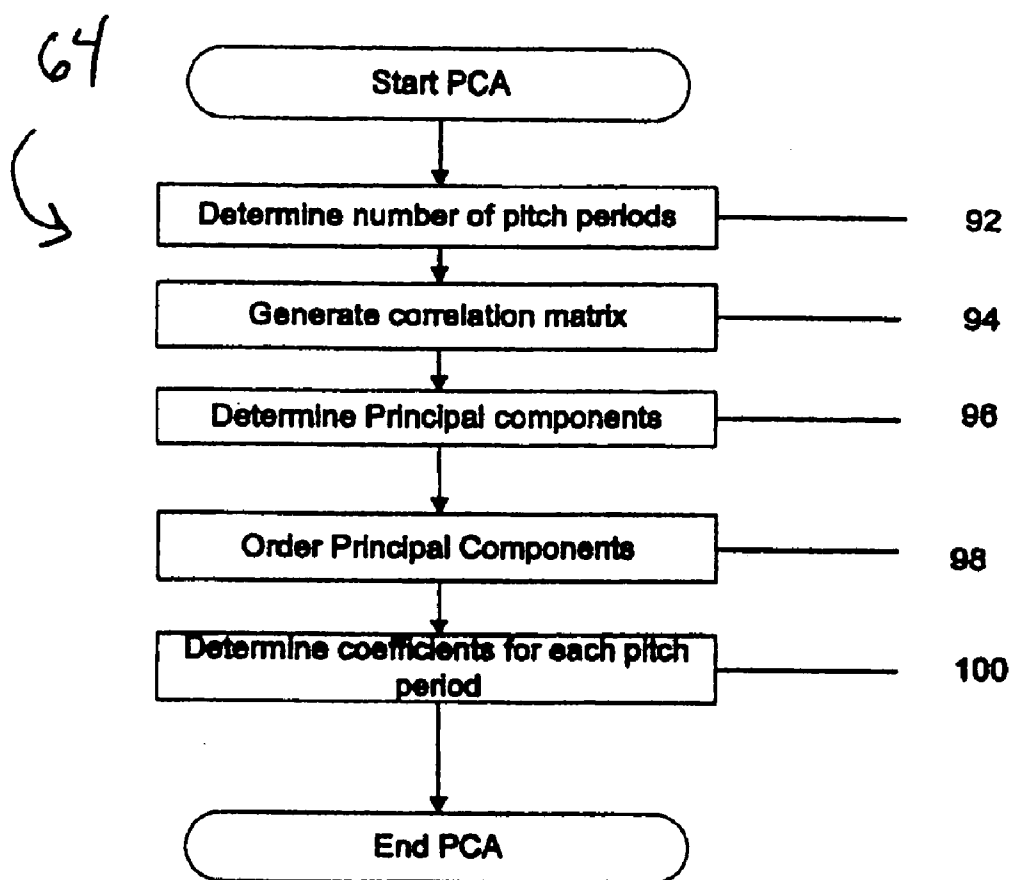 64
Start PCA
Determine number of pitch periods
92
Generate correlation matrix
94
Determine Principal components
96
Order Principal Components
98
Determine coefficients for each pitch
period
100
End PCA